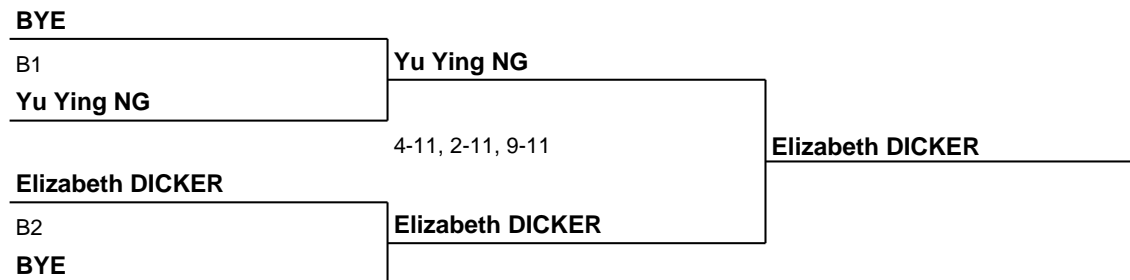 BYE
B1
Yu Ying NG
Yu Ying NG
4-11, 2-11, 9-11
Elizabeth DICKER
Elizabeth DICKER
B2
Elizabeth DICKER
BYE